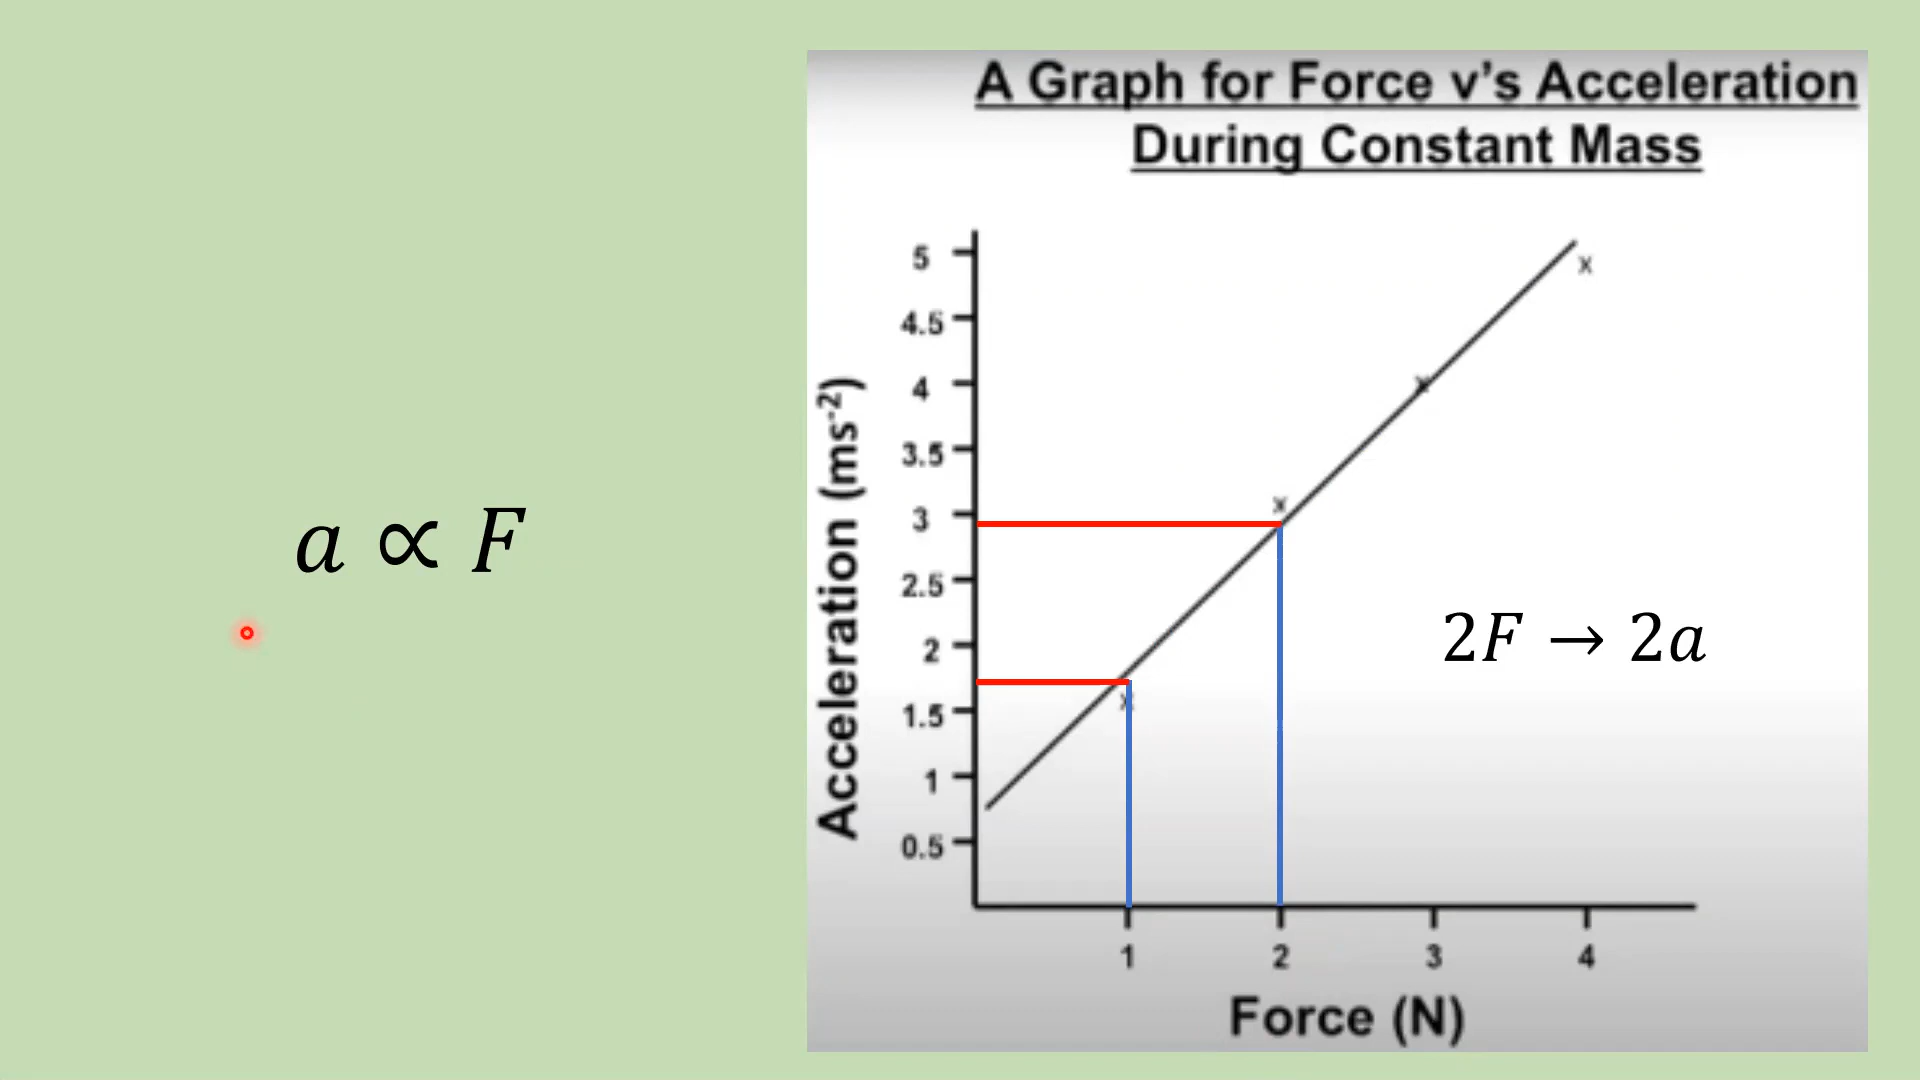 A Graph for Force v’s Acceleration
During Constant Mass
a ∝ F
5
4.5
4
3.5
3
2.5
2
1.5
1
0.5
Acceleration (ms⁻²)
2F → 2a
1 2 3 4
Force (N)